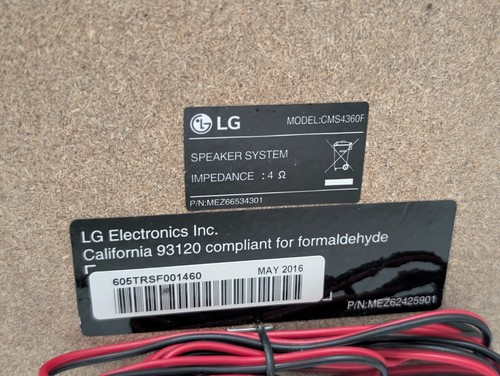 LG MODEL:CMS4360F
SPEAKER SYSTEM
IMPEDANCE : 4 Ω
P/N:MEZ66534301
LG Electronics Inc.
California 93120 compliant for formaldehyde
605TRSF001460 MAY 2016
P/N:MEZ62425901